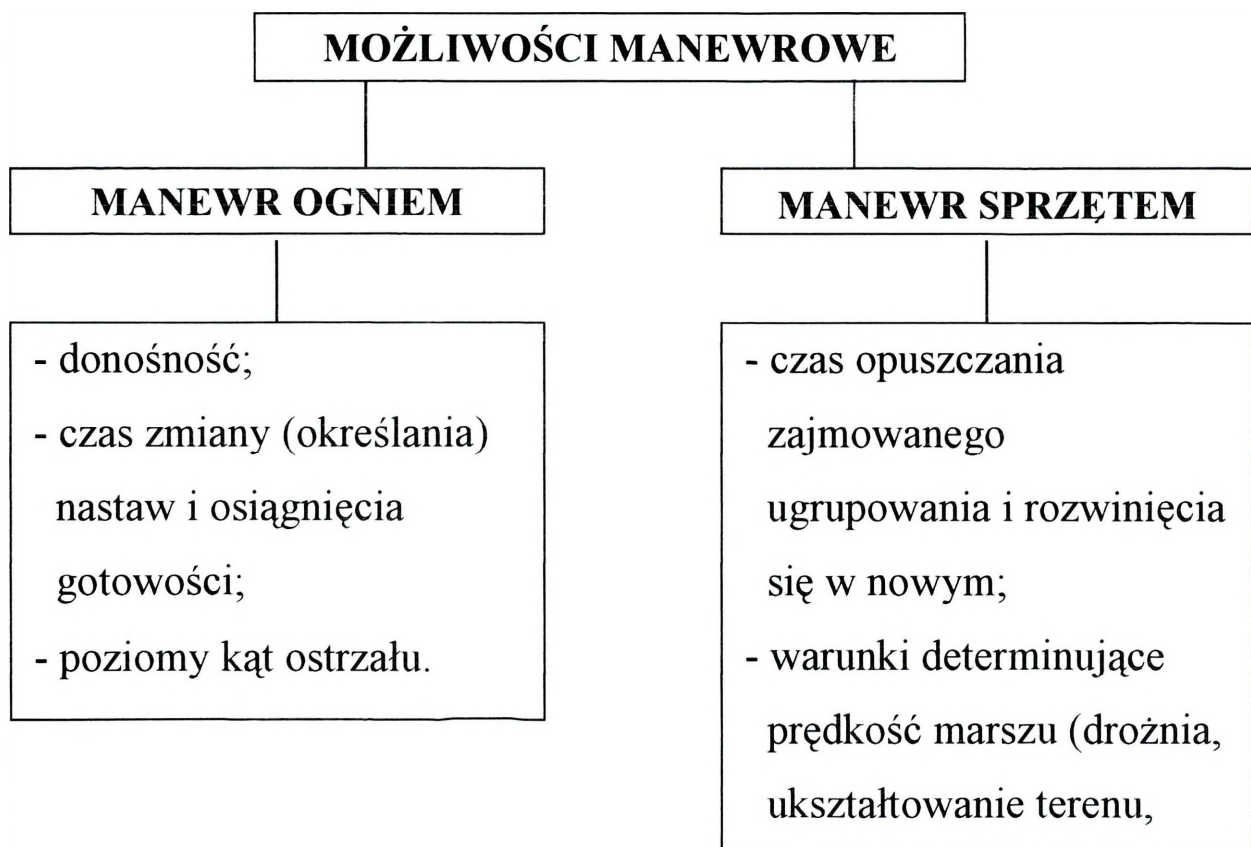 MOŻLIWOŚCI MANEWROWE
MANEWR OGNIEM
- donośność;
- czas zmiany (określania)
nastaw i osiągnięcia
gotowości;
- poziomy kąt ostrzału.
MANEWR SPRZĘTEM
- czas opuszczania
zajmowanego
ugrupowania i rozwinięcia
się w nowym;
- warunki determinujące
prędkość marszu (drożnia,
ukształtowanie terenu,